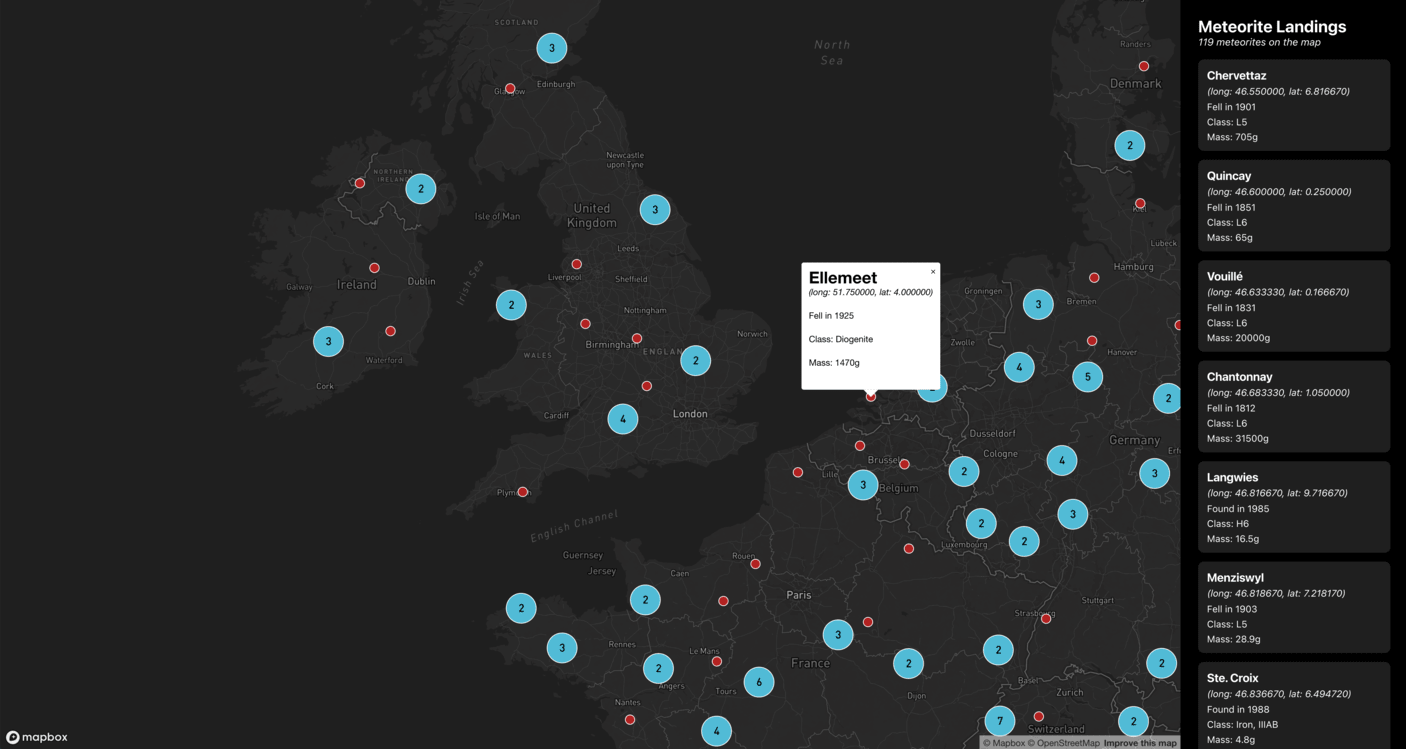 SCOTLAND
3
Edinburgh
Glasgow
North
Sea
Randers
Denmark
2
Newcastle
upon Tyne
NORTHERN
IRELAND
2
Isle of Man
United
Kingdom
3
Kiel
Leeds
Lubeck
Irish Sea
Liverpool
Sheffield
Hamburg
Galway
Ireland
Dublin
2
Nottingham
Groningen
3
Bremen
Ellemeet
×
(long: 51.750000, lat: 4.000000)
Fell in 1925
Class: Diogenite
Mass: 1470g
3
Waterford
Birmingham
Norwich
WALES
ENGLAN
2
Zwolle
Hanover
4
5
2
Cork
Cardiff
4
London
Dusseldorf
Cologne
Germany
Lille
Brussels
Belgium
3
2
4
3
Plymouth
English Channel
2
3
2
Luxembourg
Guernsey
Jersey
Caen
Rouen
Paris
Stuttgart
Strasbourg
2
2
3
Rennes
3
Le Mans
2
Angers
Tours
6
France
2
2
2
Dijon
Basel
Zurich
Nantes
4
7
Switzerland
2
mapbox
© Mapbox © OpenStreetMap Improve this map
Meteorite Landings
119 meteorites on the map
Chervettaz
(long: 46.550000, lat: 6.816670)
Fell in 1901
Class: L5
Mass: 705g
Quincay
(long: 46.600000, lat: 0.250000)
Fell in 1851
Class: L6
Mass: 65g
Vouillé
(long: 46.633330, lat: 0.166670)
Fell in 1831
Class: L6
Mass: 20000g
Chantonnay
(long: 46.683330, lat: 1.050000)
Fell in 1812
Class: L6
Mass: 31500g
Langwies
(long: 46.816670, lat: 9.716670)
Found in 1985
Class: H6
Mass: 16.5g
Menziswyl
(long: 46.818670, lat: 7.218170)
Fell in 1903
Class: L5
Mass: 28.9g
Ste. Croix
(long: 46.836670, lat: 6.494720)
Found in 1988
Class: Iron, IIIAB
Mass: 4.8g